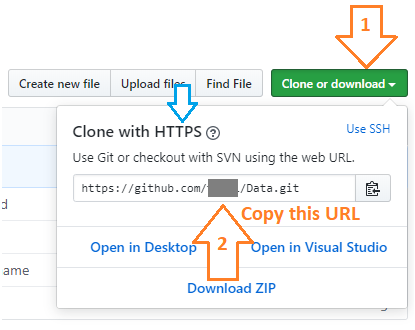 1
Create new file Upload files Find File Clone or download
Clone with HTTPS ? Use SSH
Use Git or checkout with SVN using the web URL.
https://github.com/ /Data.git
Copy this URL
2
Open in Desktop Open in Visual Studio
Download ZIP
d
ame